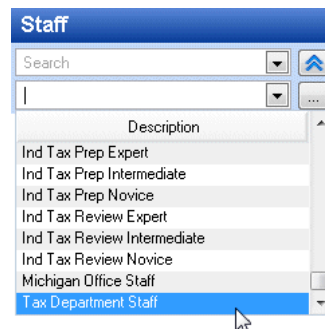 Staff
Search
...
Description
Ind Tax Prep Expert
Ind Tax Prep Intermediate
Ind Tax Prep Novice
Ind Tax Review Expert
Ind Tax Review Intermediate
Ind Tax Review Novice
Michigan Office Staff
Tax Department Staff